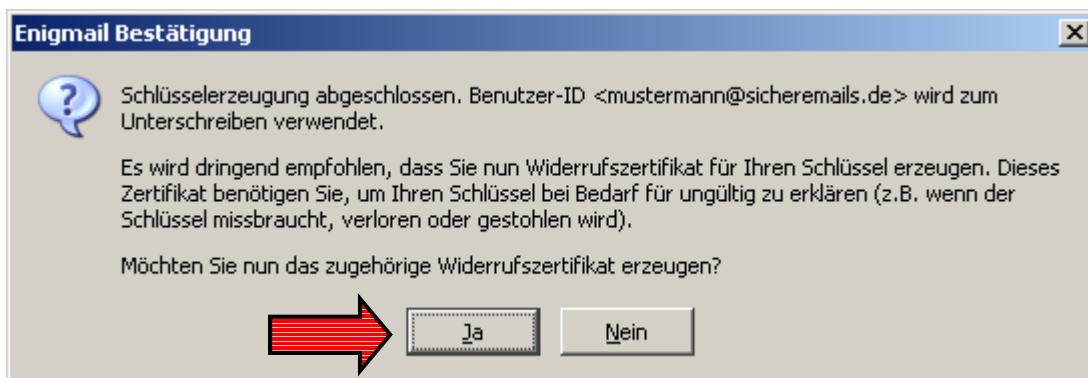 Enigmail Bestätigung
Schlüsselerzeugung abgeschlossen. Benutzer-ID <mustermann@sicheremails.de> wird zum
Unterschreiben verwendet.
Es wird dringend empfohlen, dass Sie nun Widerrufszertifikat für Ihren Schlüssel erzeugen. Dieses
Zertifikat benötigen Sie, um Ihren Schlüssel bei Bedarf für ungültig zu erklären (z.B. wenn der
Schlüssel missbraucht, verloren oder gestohlen wird).
Möchten Sie nun das zugehörige Widerrufszertifikat erzeugen?
Ja Nein